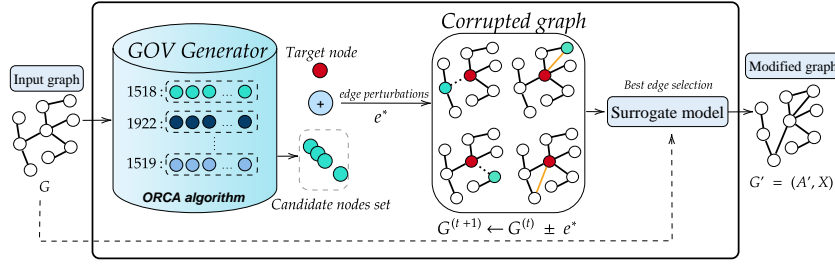 Corrupted graph
GOV Generator
Target node
Input graph
Modified graph
1518 :
...
Best edge selection
edge perturbations
+
e*
Surrogate model
1922 :
...
1519 :
...
ORCA algorithm
G
Candidate nodes set
G′ = (A′, X)
G^(t+1) ← G^(t) ± e*